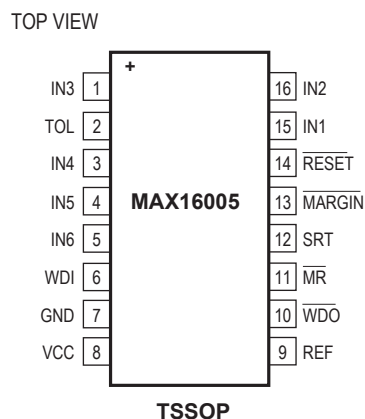 TOP VIEW
+
IN3 1
16 IN2
TOL 2
15 IN1
IN4 3
14 RESET
IN5 4
MAX16005
13 MARGIN
IN6 5
12 SRT
WDI 6
11 MR
GND 7
10 WDO
VCC 8
9 REF
TSSOP